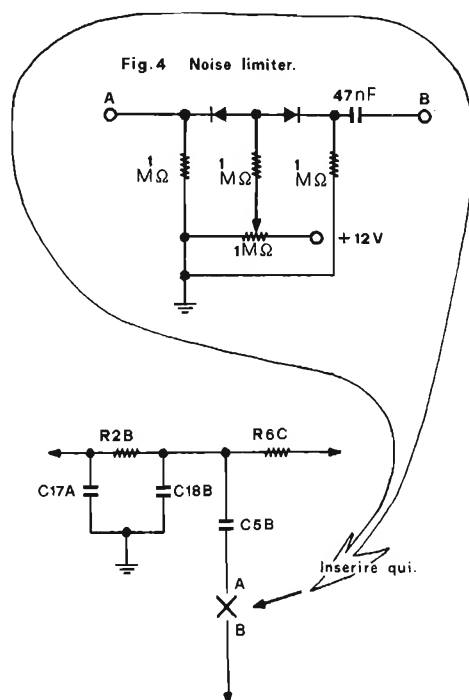 Fig.4 Noise limiter.
A
47nF
B
1
MΩ
1
MΩ
1
MΩ
+12V
1MΩ
R2B
R6C
C17A
C18B
C5B
A
Inserire qui.
B